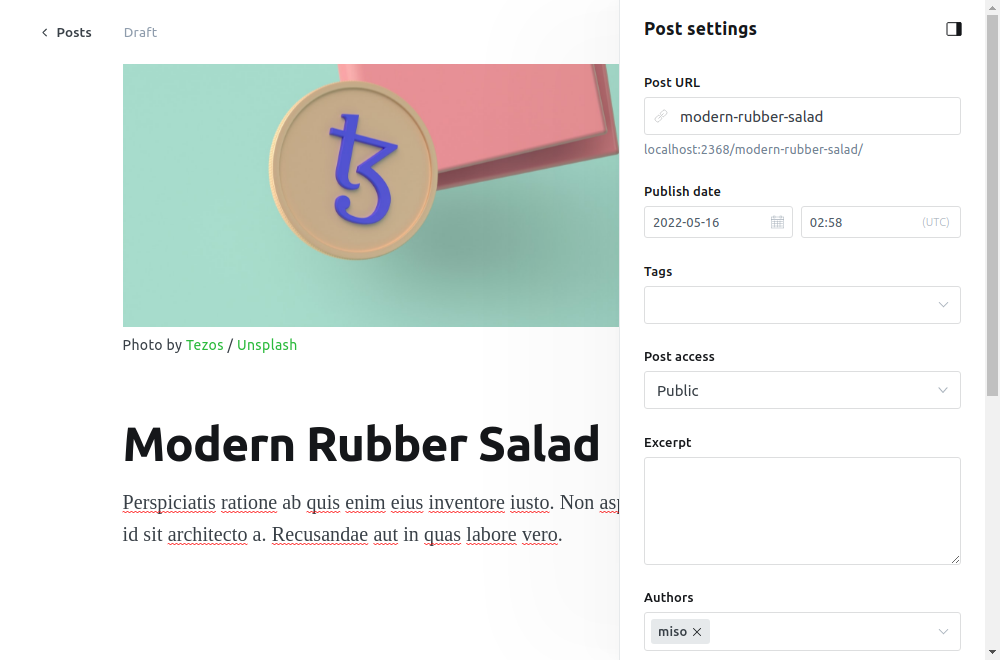 Posts
Draft
Photo by Tezos / Unsplash
Modern Rubber Salad
Perspiciatis ratione ab quis enim eius inventore iusto. Non
id sit architecto a. Recusandae aut in quas labore vero.
Post settings
Post URL
modern-rubber-salad
localhost:2368/modern-rubber-salad/
Publish date
2022-05-16
02:58 (UTC)
Tags
Post access
Public
Excerpt
Authors
miso